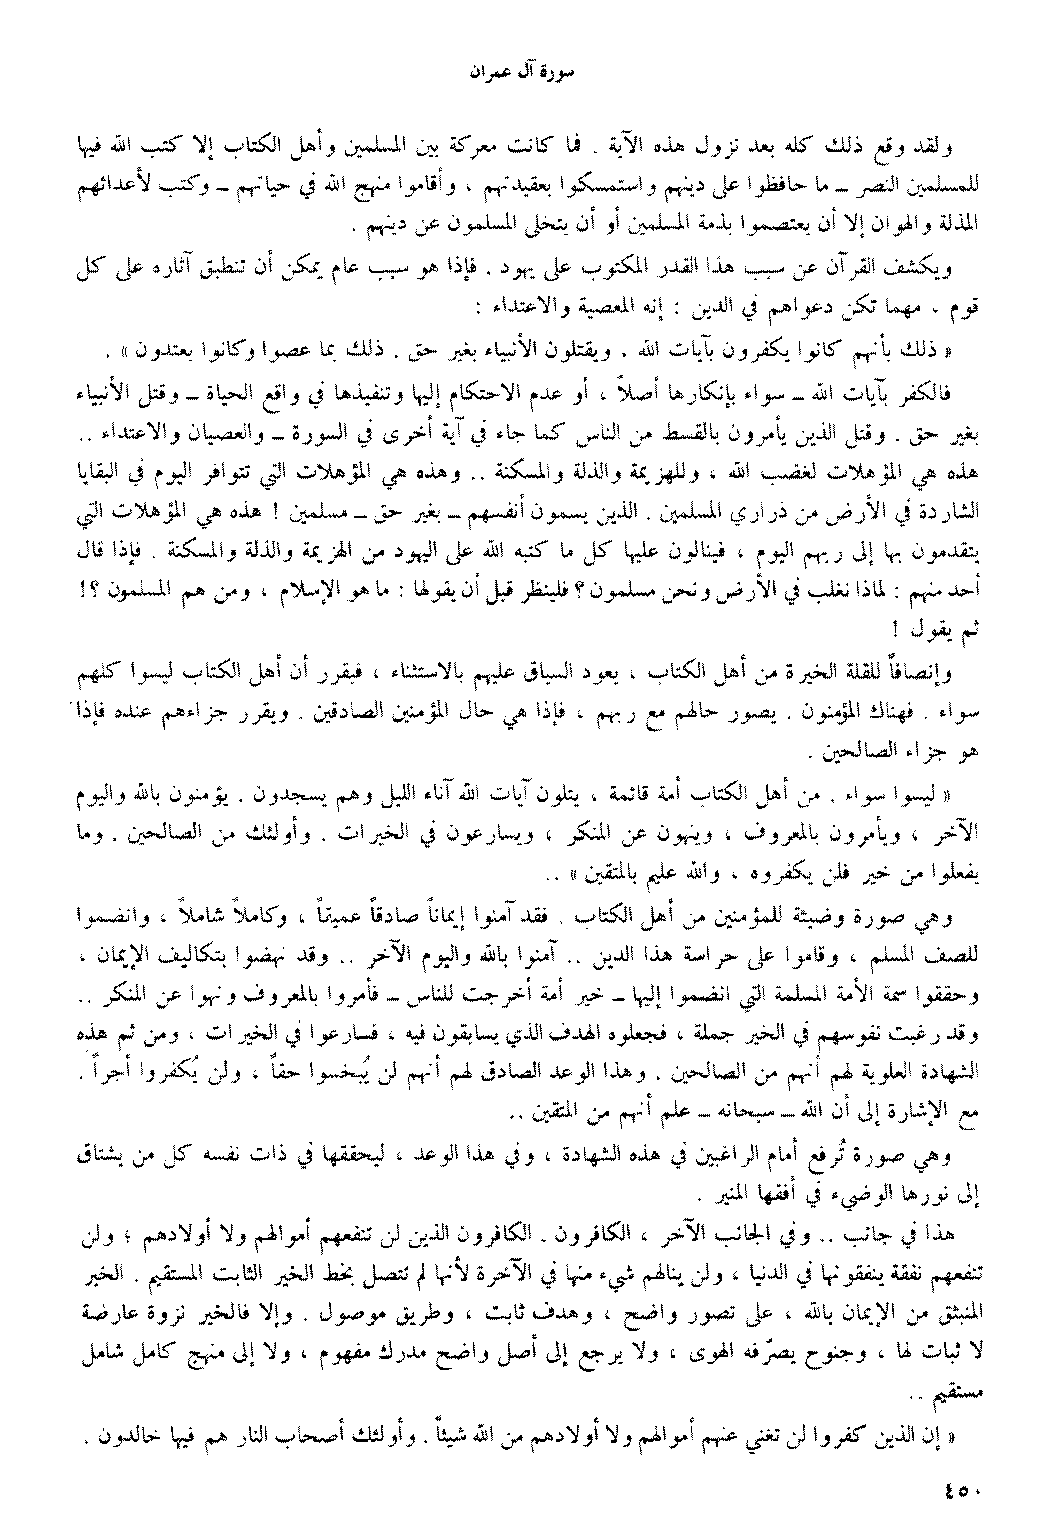 سورة آل عمران
ولقد وقع ذلك كله بعد نزول هذه الآية . فما كانت معركة بين المسلمين وأهل الكتاب إلا كتب الله فيها
للمسلمين النصر – ما حافظوا على دينهم واستمسكوا بعقيدتهم ، وأقاموا منهج الله في حياتهم – وكتب لأعدائهم
المذلة والهوان إلا أن يعتصموا بذمة المسلمين أو أن يتخلى المسلمون عن دينهم .
ويكشف القرآن عن سبب هذا القدر المكتوب على يهود . فإذا هو سبب عام يمكن أن تنطبق آثاره على كل
قوم ، مهما تكن دعواهم في الدين : إنه المعصية والاعتداء :
« ذلك بأنهم كانوا يكفرون بآيات الله ، ويقتلون الأنبياء بغير حق . ذلك بما عصوا وكانوا يعتدون » .
فالكفر بآيات الله – سواء بإنكارها أصلاً ، أو عدم الاحتكام إليها وتنفيذها في واقع الحياة – وقتل الأنبياء
بغير حق . وقتل الذين يأمرون بالقسط من الناس كما جاء في آية أخرى في السورة – والعصيان والاعتداء ..
هذه هي المؤهلات لغضب الله ، وللهزيمة والذلة والمسكنة .. وهذه هي المؤهلات التي تتوافر اليوم في البقايا
الشاردة في الأرض من ذراري المسلمين . الذين يسمون أنفسهم – بغير حق – مسلمين ! هذه هي المؤهلات التي
يتقدمون بها إلى ربهم اليوم ، فينالون عليها كل ما كتبه الله على اليهود من الهزيمة والذلة والمسكنة . فإذا قال
أحد منهم : لماذا نغلب في الأرض ونحن مسلمون ؟ فلينظر قبل أن يقولها : ما هو الإسلام ، ومن هم المسلمون ؟!
ثم يقول !
وإنصافاً للقلة الخيرة من أهل الكتاب ، يعود السياق عليهم بالاستثناء ، فيقرر أن أهل الكتاب ليسوا كلهم
سواء . فهناك المؤمنون . يصور حالهم مع ربهم ، فإذا هي حال المؤمنين الصادقين . ويقرر جزاءهم عنده فإذا
هو جزاء الصالحين .
« ليسوا سواء . من أهل الكتاب أمة قائمة ، يتلون آيات الله آناء الليل وهم يسجدون . يؤمنون بالله واليوم
الآخر ، ويأمرون بالمعروف ، وينهون عن المنكر ، ويسارعون في الخيرات . وأولئك من الصالحين . وما
يفعلوا من خير فلن يكفروه ، والله عليم بالمتقين » ..
وهي صورة وضيئة للمؤمنين من أهل الكتاب . فقد آمنوا إيماناً صادقاً عميقاً ، وكاملاً شاملاً ، وانضموا
للصف المسلم ، وقاموا على حراسة هذا الدين .. آمنوا بالله واليوم الآخر .. وقد نهضوا بتكاليف الإيمان ،
وحققوا سمة الأمة المسلمة التي انضموا إليها – خير أمة أخرجت للناس – فأمروا بالمعروف ونهوا عن المنكر ..
وقد رغبت نفوسهم في الخير جملة ، فجعلوه الهدف الذي يسابقون فيه ، فسارعوا في الخيرات ، ومن ثم هذه
الشهادة العلوية لهم أنهم من الصالحين . وهذا الوعد الصادق لهم أنهم لن يُبخسوا حقاً ، ولن يُكفروا أجراً .
مع الإشارة إلى أن الله – سبحانه – علم أنهم من المتقين ..
وهي صورة تُرفع أمام الراغبين في هذه الشهادة ، وفي هذا الوعد ، ليحققها في ذات نفسه كل من يشتاق
إلى نورها الوضيء في أفقها المنير .
هذا في جانب .. وفي الجانب الآخر ، الكافرون . الكافرون الذين لن تنفعهم أموالهم ولا أولادهم ؛ ولن
تنفعهم نفقة ينفقونها في الدنيا ، ولن ينالهم شيء منها في الآخرة لأنها لم تتصل بخط الخير الثابت المستقيم . الخير
المنبثق من الإيمان بالله ، على تصور واضح ، وهدف ثابت ، وطريق موصول . وإلا فالخير نزوة عارضة
لا ثبات لها ، وجنوح يصرّفه الهوى ، ولا يرجع إلى أصل واضح مدرك مفهوم ، ولا إلى منهج كامل شامل
مستقيم ..
« إن الذين كفروا لن تغني عنهم أموالهم ولا أولادهم من الله شيئاً . وأولئك أصحاب النار هم فيها خالدون .
٤٥٠